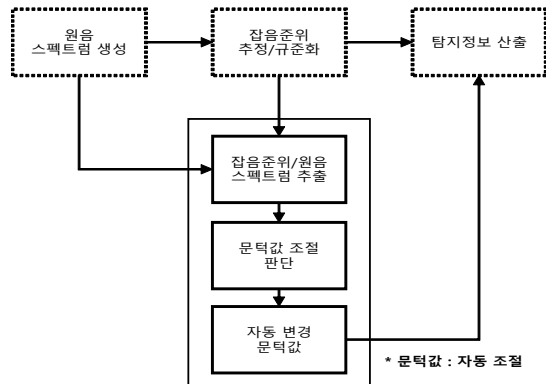 원음
스펙트럼 생성
잡음준위
추정/규준화
탐지정보 산출
잡음준위/원음
스펙트럼 추출
문턱값 조절
판단
자동 변경
문턱값
* 문턱값 : 자동 조절